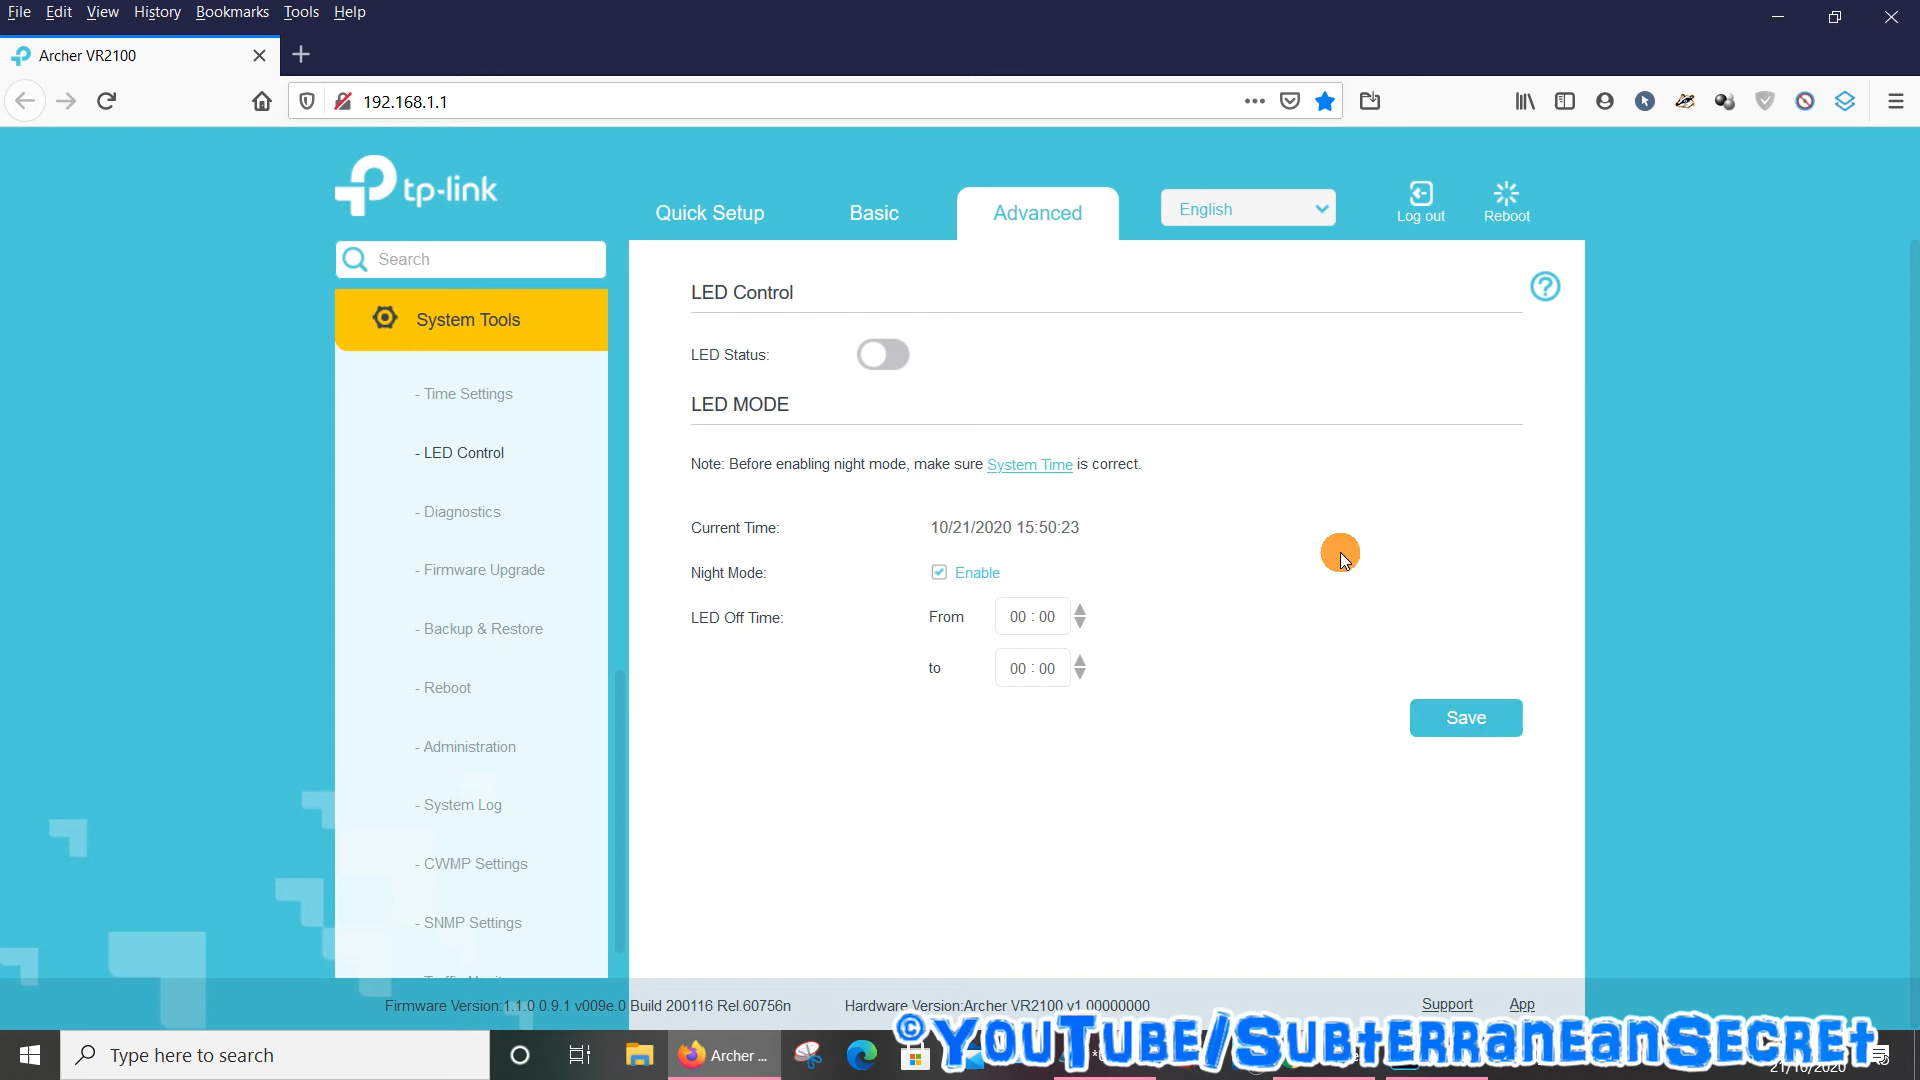 File Edit View History Bookmarks Tools Help
Archer VR2100
192.168.1.1
tp-link
Quick Setup
Basic
Advanced
English
Log out
Reboot
Search
System Tools
- Time Settings
- LED Control
- Diagnostics
- Firmware Upgrade
- Backup & Restore
- Reboot
- Administration
- System Log
- CWMP Settings
- SNMP Settings
LED Control
LED Status:
LED MODE
Note: Before enabling night mode, make sure System Time is correct.
Current Time: 10/21/2020 15:50:23
Night Mode: Enable
LED Off Time: From 00 : 00
to 00 : 00
Save
Firmware Version:1.1.0 0.9.1 v009e.0 Build 200116 Rel.60756n
Hardware Version:Archer VR2100 v1 00000000
Support
App
Type here to search
Archer ...
©YouTube/SubterraneanSecret
21/10/2020